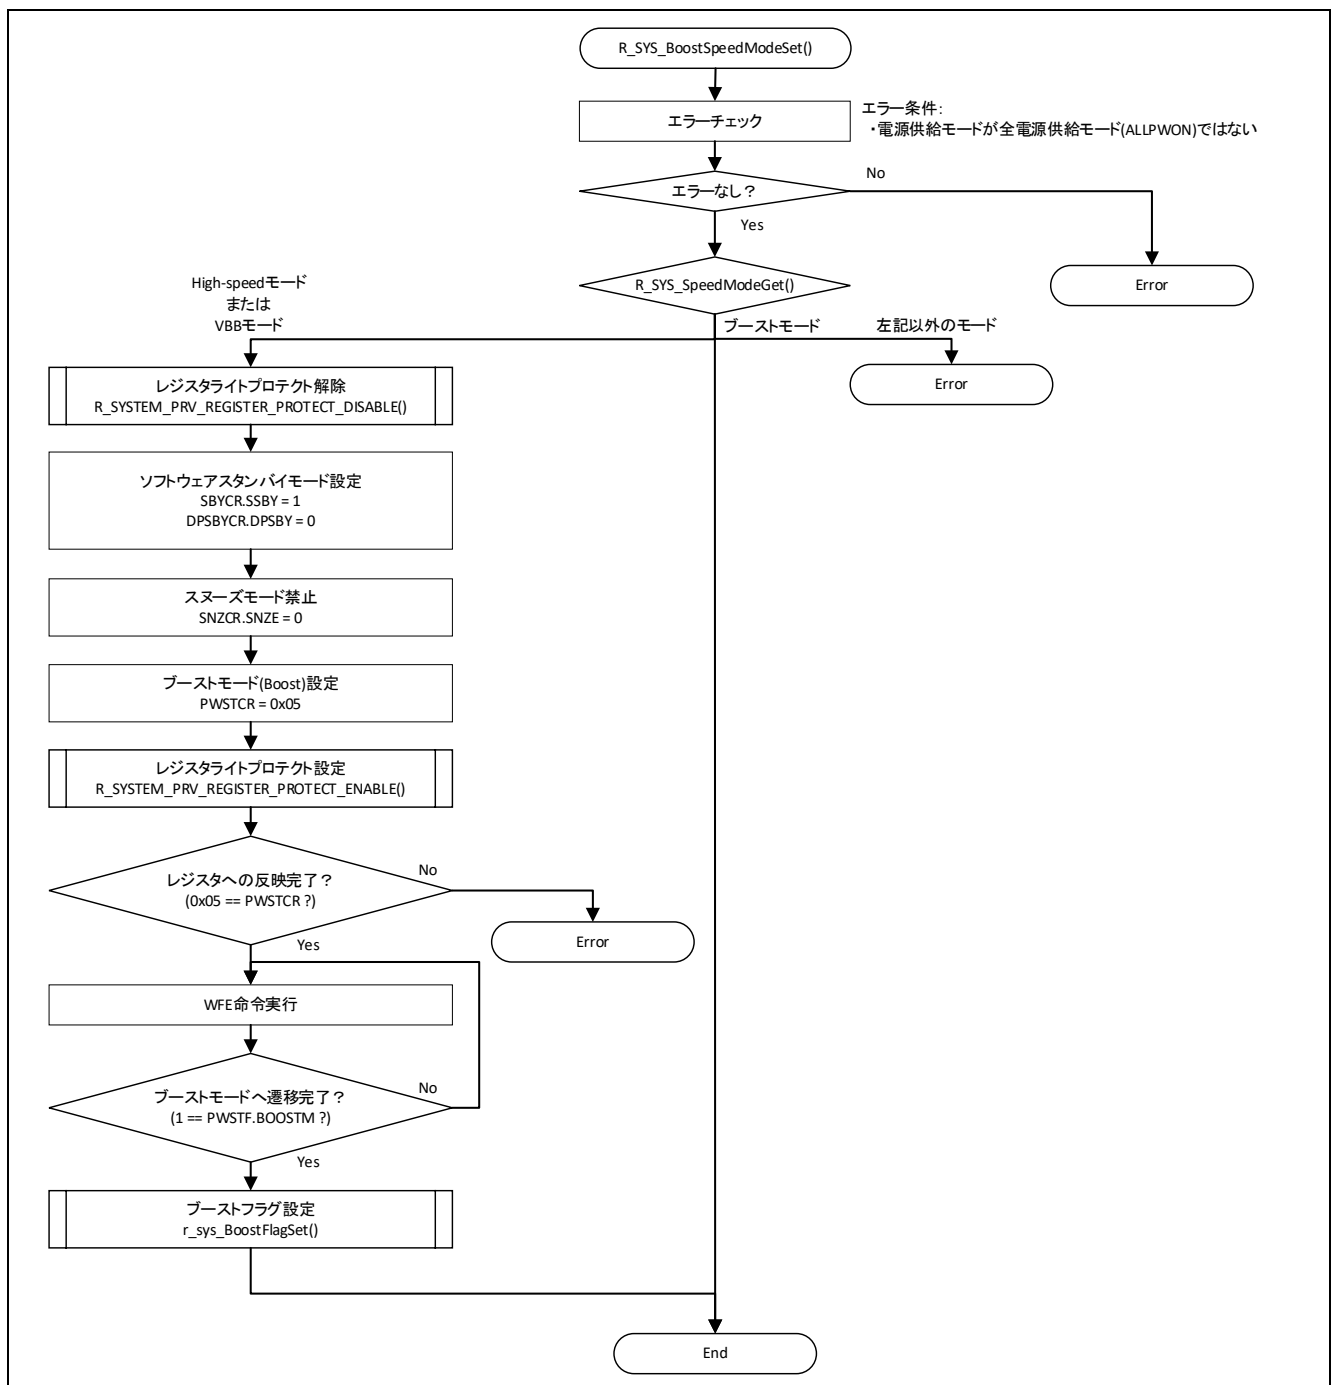 R_SYS_BoostSpeedModeSet()
エラーチェック
エラー条件:
・電源供給モードが全電源供給モード(ALLPWON)ではない
エラーなし？
No
Yes
Error
R_SYS_SpeedModeGet()
High-speedモード
または
VBBモード
ブーストモード
左記以外のモード
Error
レジスタライトプロテクト解除
R_SYSTEM_PRV_REGISTER_PROTECT_DISABLE()
ソフトウェアスタンバイモード設定
SBYCR.SSBY = 1
DPSBYCR.DPSBY = 0
スヌーズモード禁止
SNZCR.SNZE = 0
ブーストモード(Boost)設定
PWSTCR = 0x05
レジスタライトプロテクト設定
R_SYSTEM_PRV_REGISTER_PROTECT_ENABLE()
レジスタへの反映完了？
(0x05 == PWSTCR ?)
No
Error
Yes
WFE命令実行
ブーストモードへ遷移完了？
(1 == PWSTF.BOOSTM ?)
No
Yes
ブーストフラグ設定
r_sys_BoostFlagSet()
End